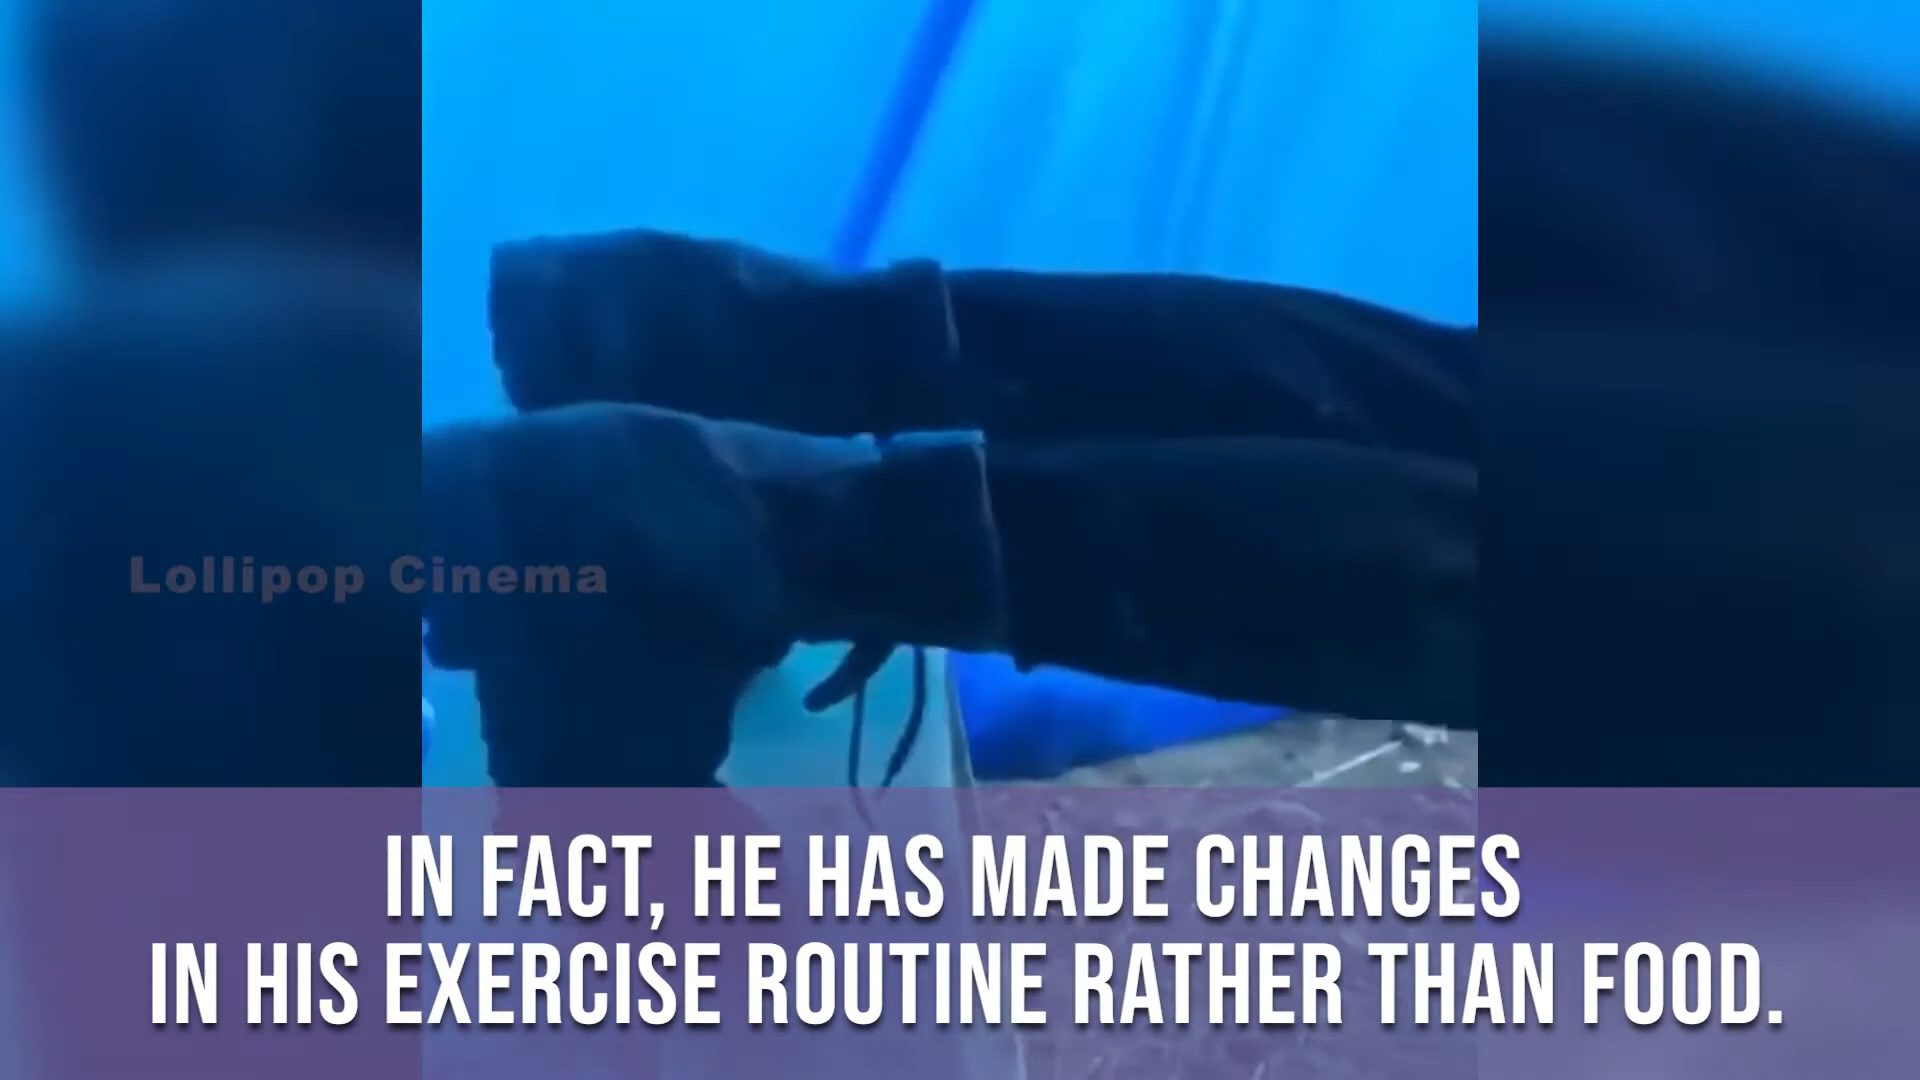 Lollipop Cinema
IN FACT, HE HAS MADE CHANGES
IN HIS EXERCISE ROUTINE RATHER THAN FOOD.